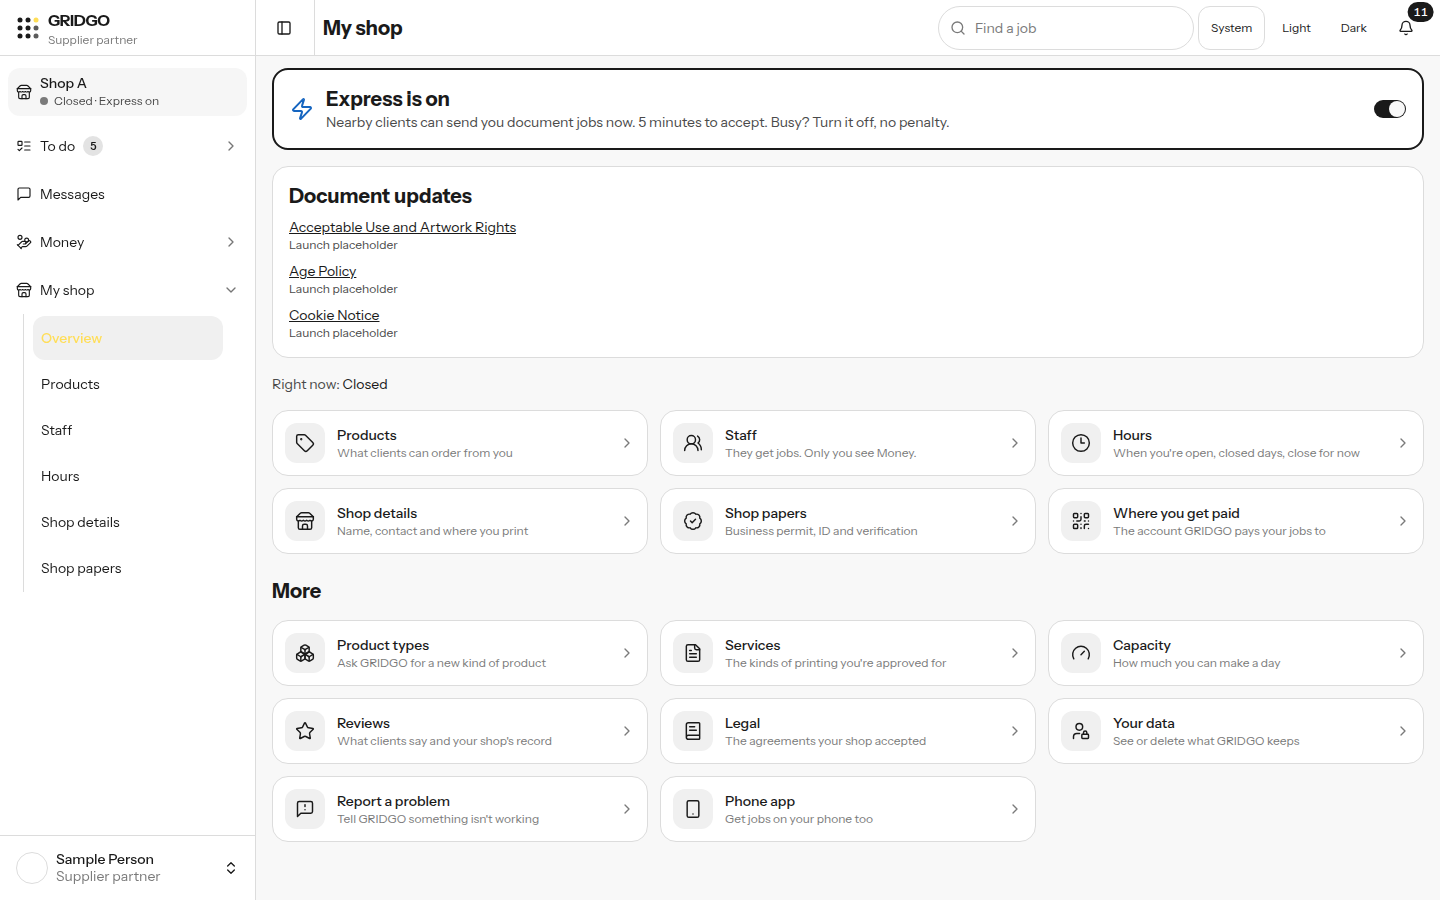 GRIDGO
Supplier partner
Shop A
Closed · Express on
To do 5
Messages
Money
My shop
Overview
Products
Staff
Hours
Shop details
Shop papers
Sample Person
Supplier partner
My shop
Find a job
System
Light
Dark
11
Express is on
Nearby clients can send you document jobs now. 5 minutes to accept. Busy? Turn it off, no penalty.
Document updates
Acceptable Use and Artwork Rights
Launch placeholder
Age Policy
Launch placeholder
Cookie Notice
Launch placeholder
Right now: Closed
Products
What clients can order from you
Staff
They get jobs. Only you see Money.
Hours
When you're open, closed days, close for now
Shop details
Name, contact and where you print
Shop papers
Business permit, ID and verification
Where you get paid
The account GRIDGO pays your jobs to
More
Product types
Ask GRIDGO for a new kind of product
Services
The kinds of printing you're approved for
Capacity
How much you can make a day
Reviews
What clients say and your shop's record
Legal
The agreements your shop accepted
Your data
See or delete what GRIDGO keeps
Report a problem
Tell GRIDGO something isn't working
Phone app
Get jobs on your phone too